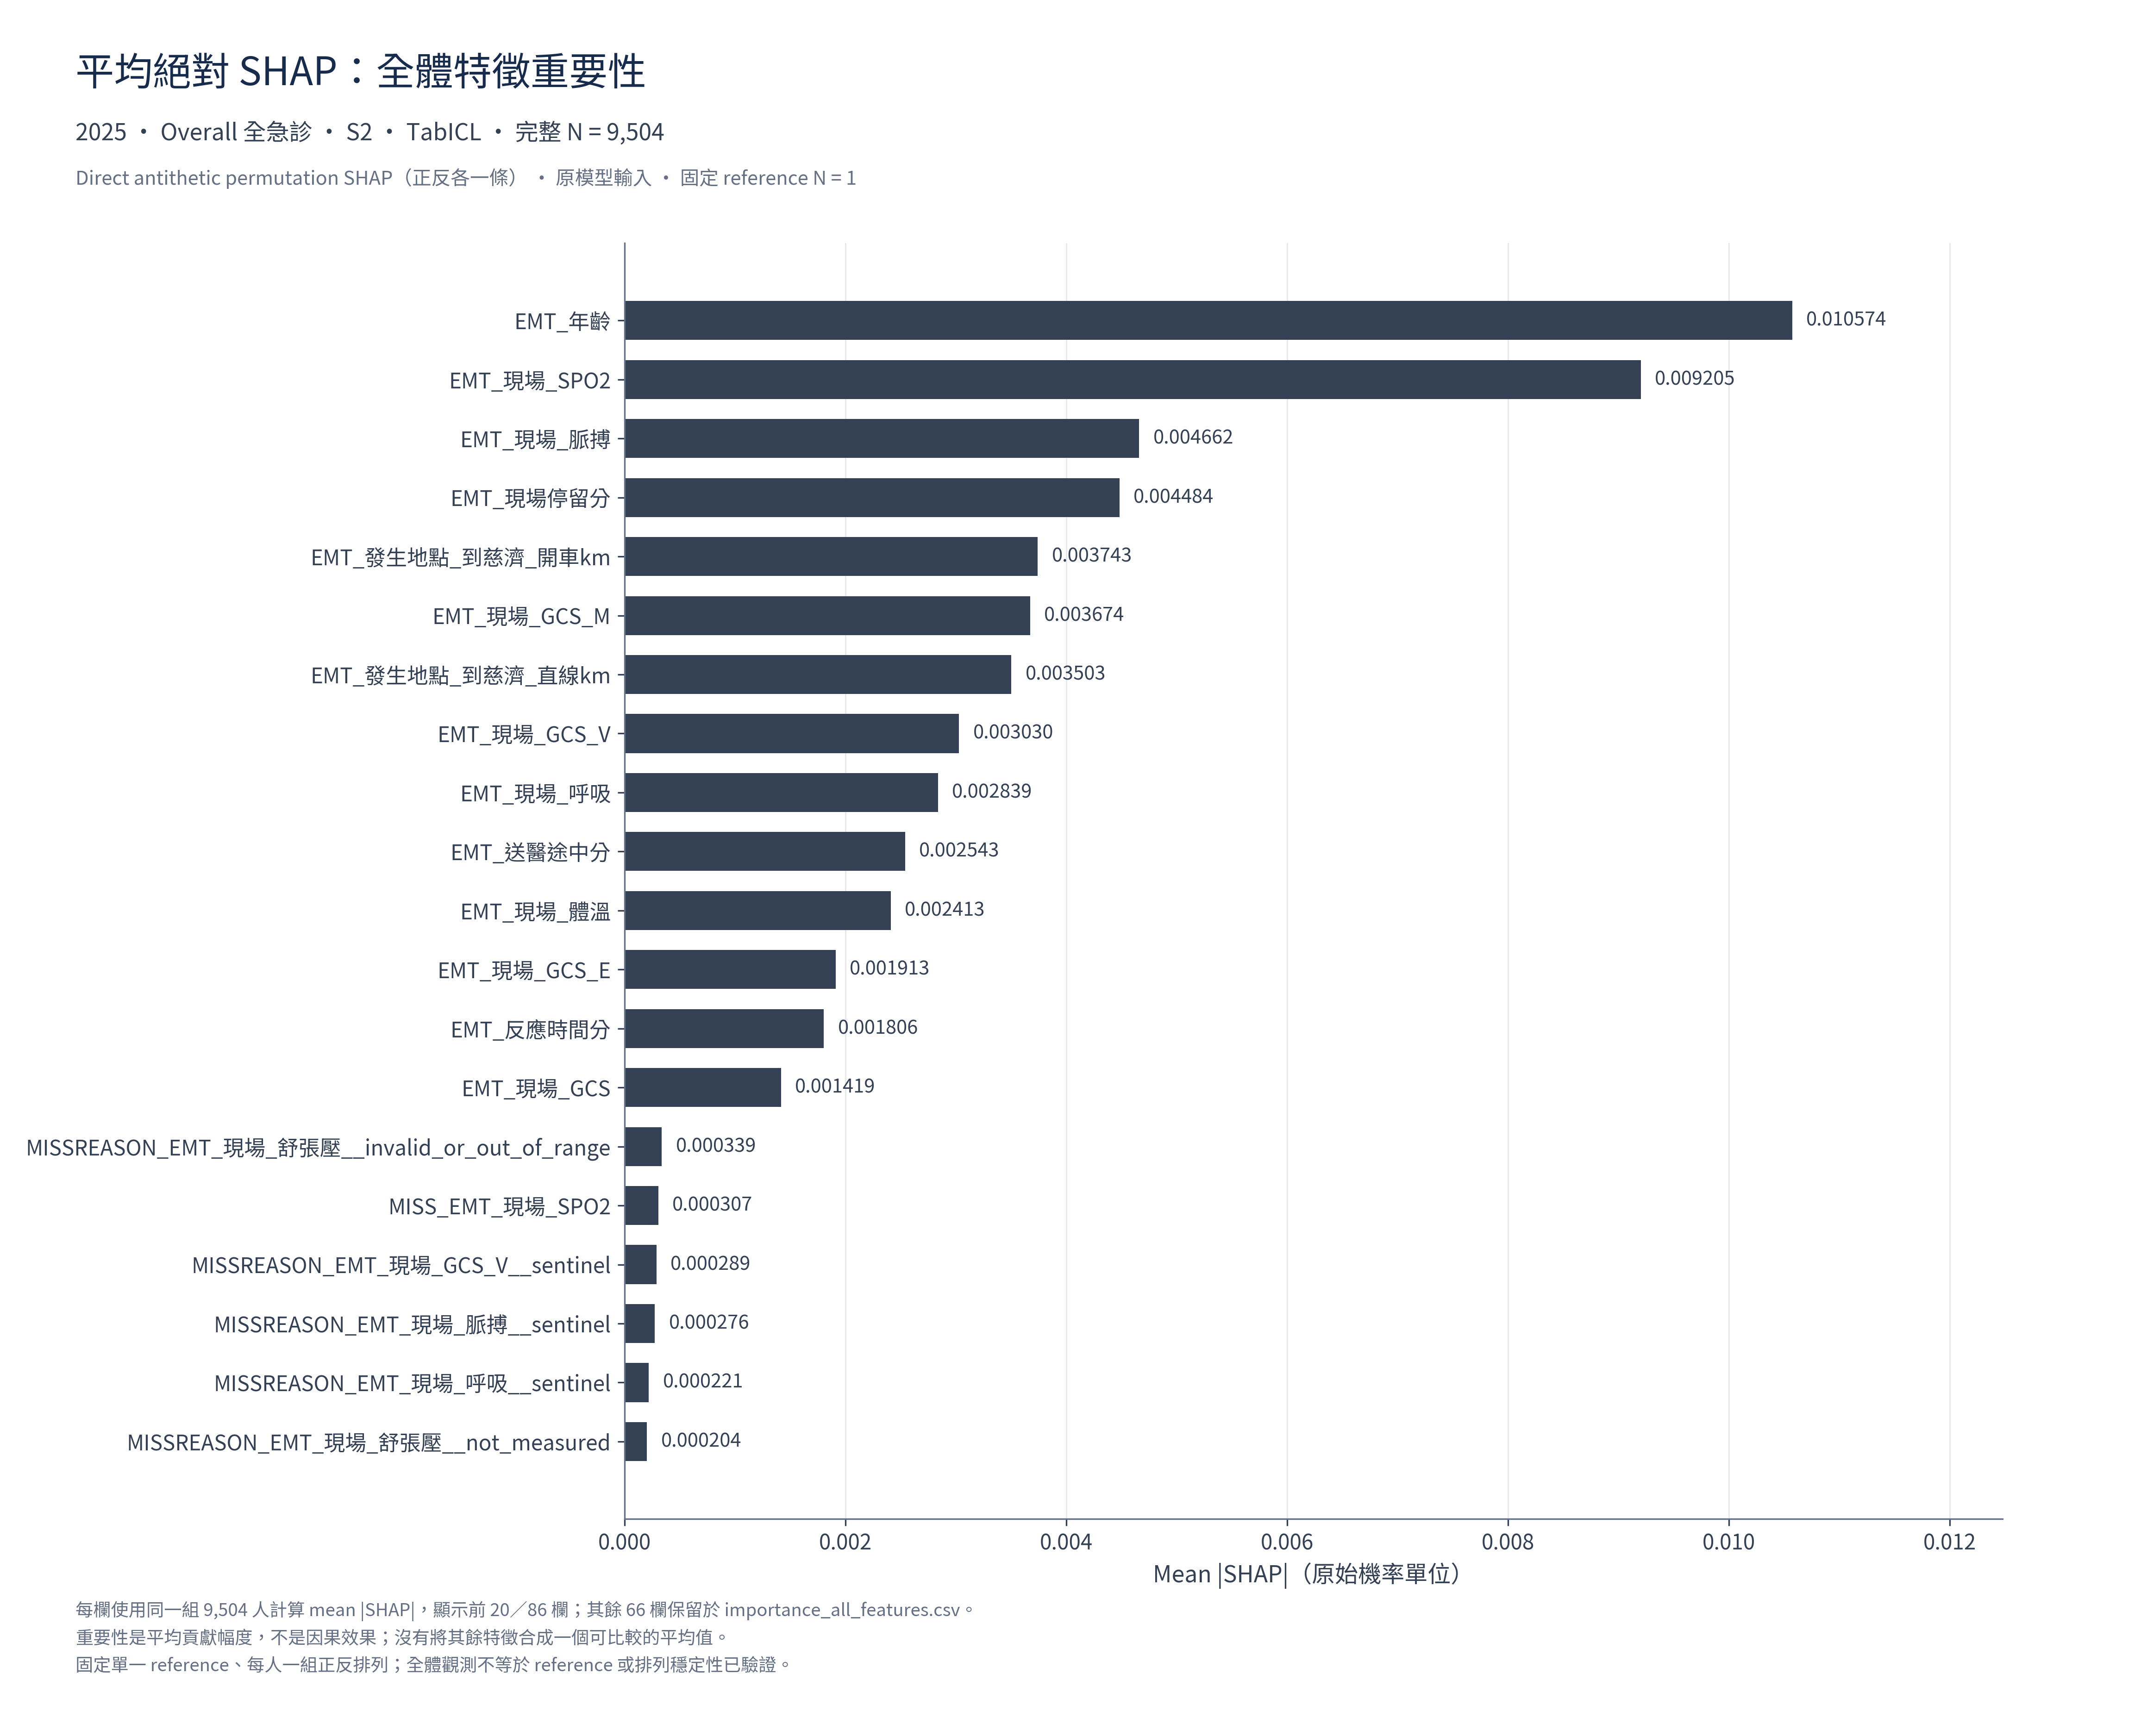 平均絕對 SHAP：全體特徵重要性
2025 • Overall 全急診 • S2 • TabICL • 完整 N = 9,504
Direct antithetic permutation SHAP（正反各一條） • 原模型輸入 • 固定 reference N = 1
EMT_年齡 0.010574
EMT_現場_SPO2 0.009205
EMT_現場_脈搏 0.004662
EMT_現場停留分 0.004484
EMT_發生地點_到慈濟_開車km 0.003743
EMT_現場_GCS_M 0.003674
EMT_發生地點_到慈濟_直線km 0.003503
EMT_現場_GCS_V 0.003030
EMT_現場_呼吸 0.002839
EMT_送醫途中分 0.002543
EMT_現場_體溫 0.002413
EMT_現場_GCS_E 0.001913
EMT_反應時間分 0.001806
EMT_現場_GCS 0.001419
MISSREASON_EMT_現場_舒張壓__invalid_or_out_of_range 0.000339
MISS_EMT_現場_SPO2 0.000307
MISSREASON_EMT_現場_GCS_V__sentinel 0.000289
MISSREASON_EMT_現場_脈搏__sentinel 0.000276
MISSREASON_EMT_現場_呼吸__sentinel 0.000221
MISSREASON_EMT_現場_舒張壓__not_measured 0.000204
0.000 0.002 0.004 0.006 0.008 0.010 0.012
Mean |SHAP|（原始機率單位）
每欄使用同一組 9,504 人計算 mean |SHAP|，顯示前 20／86 欄；其餘 66 欄保留於 importance_all_features.csv。
重要性是平均貢獻幅度，不是因果效果；沒有將其餘特徵合成一個可比較的平均值。
固定單一 reference、每人一組正反排列；全體觀測不等於 reference 或排列穩定性已驗證。